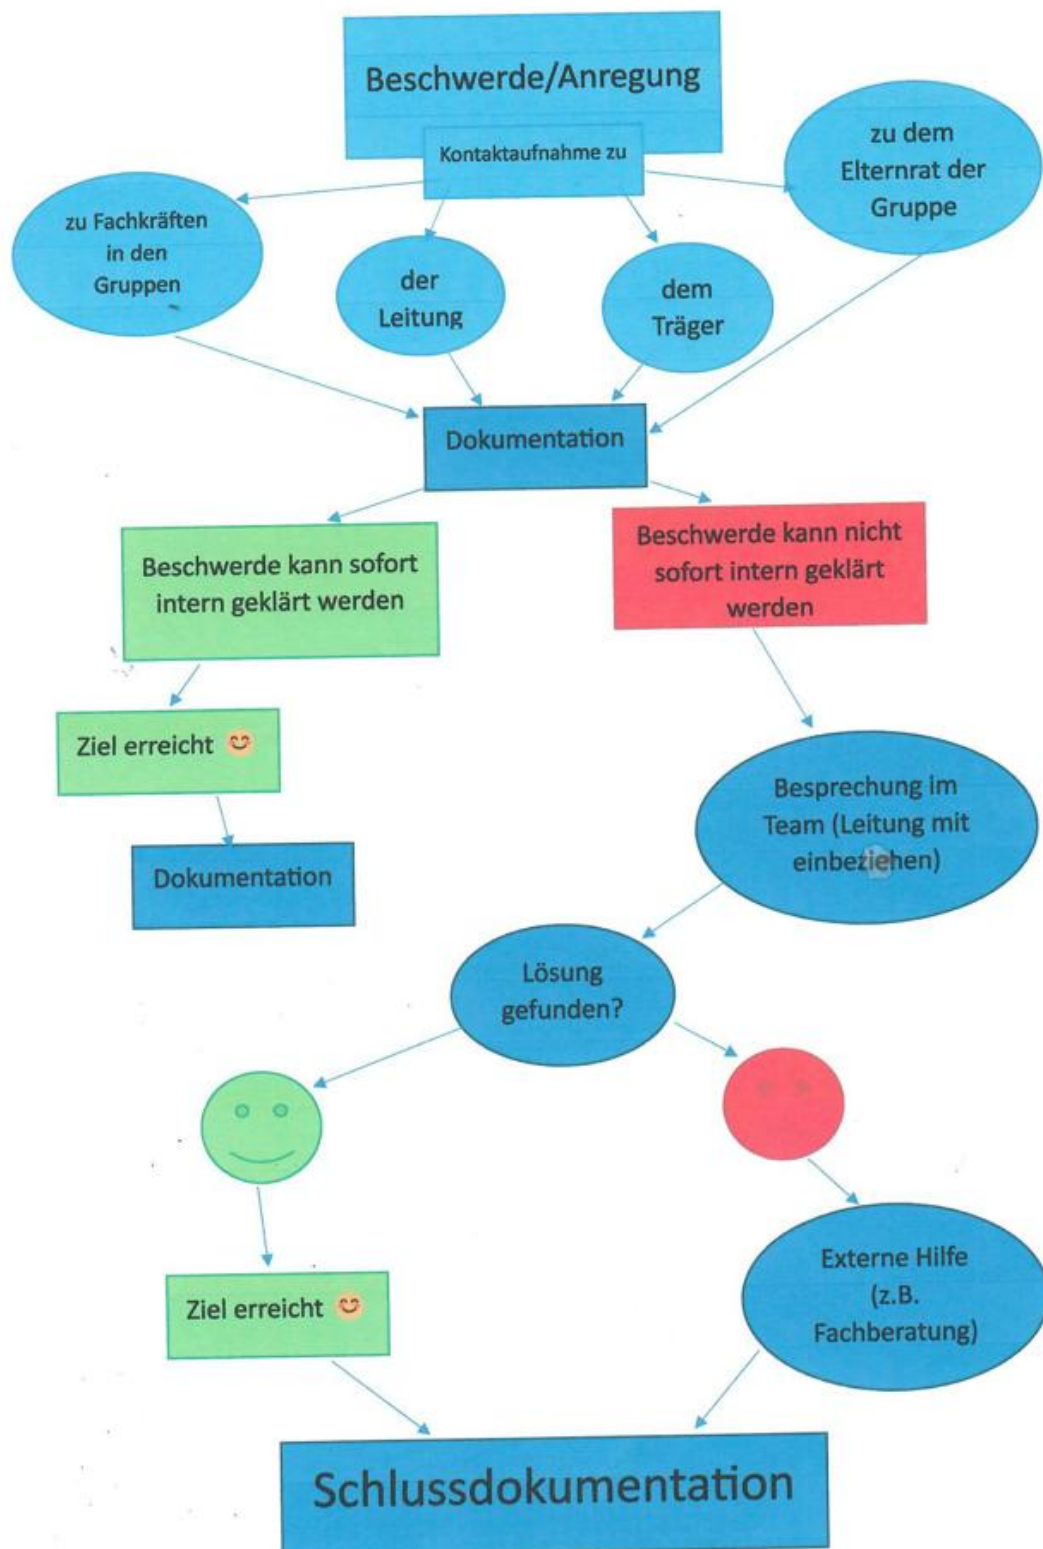 Beschwerde/Anregung
Kontaktaufnahme zu
zu Fachkräften
in den
Gruppen
der
Leitung
dem
Träger
zu dem
Elternrat der
Gruppe
Dokumentation
Beschwerde kann sofort
intern geklärt werden
Beschwerde kann nicht
sofort intern geklärt
werden
Ziel erreicht 😊
Dokumentation
Besprechung im
Team (Leitung mit
einbeziehen)
Lösung
gefunden?
Ziel erreicht 😊
Externe Hilfe
(z.B.
Fachberatung)
Schlussdokumentation